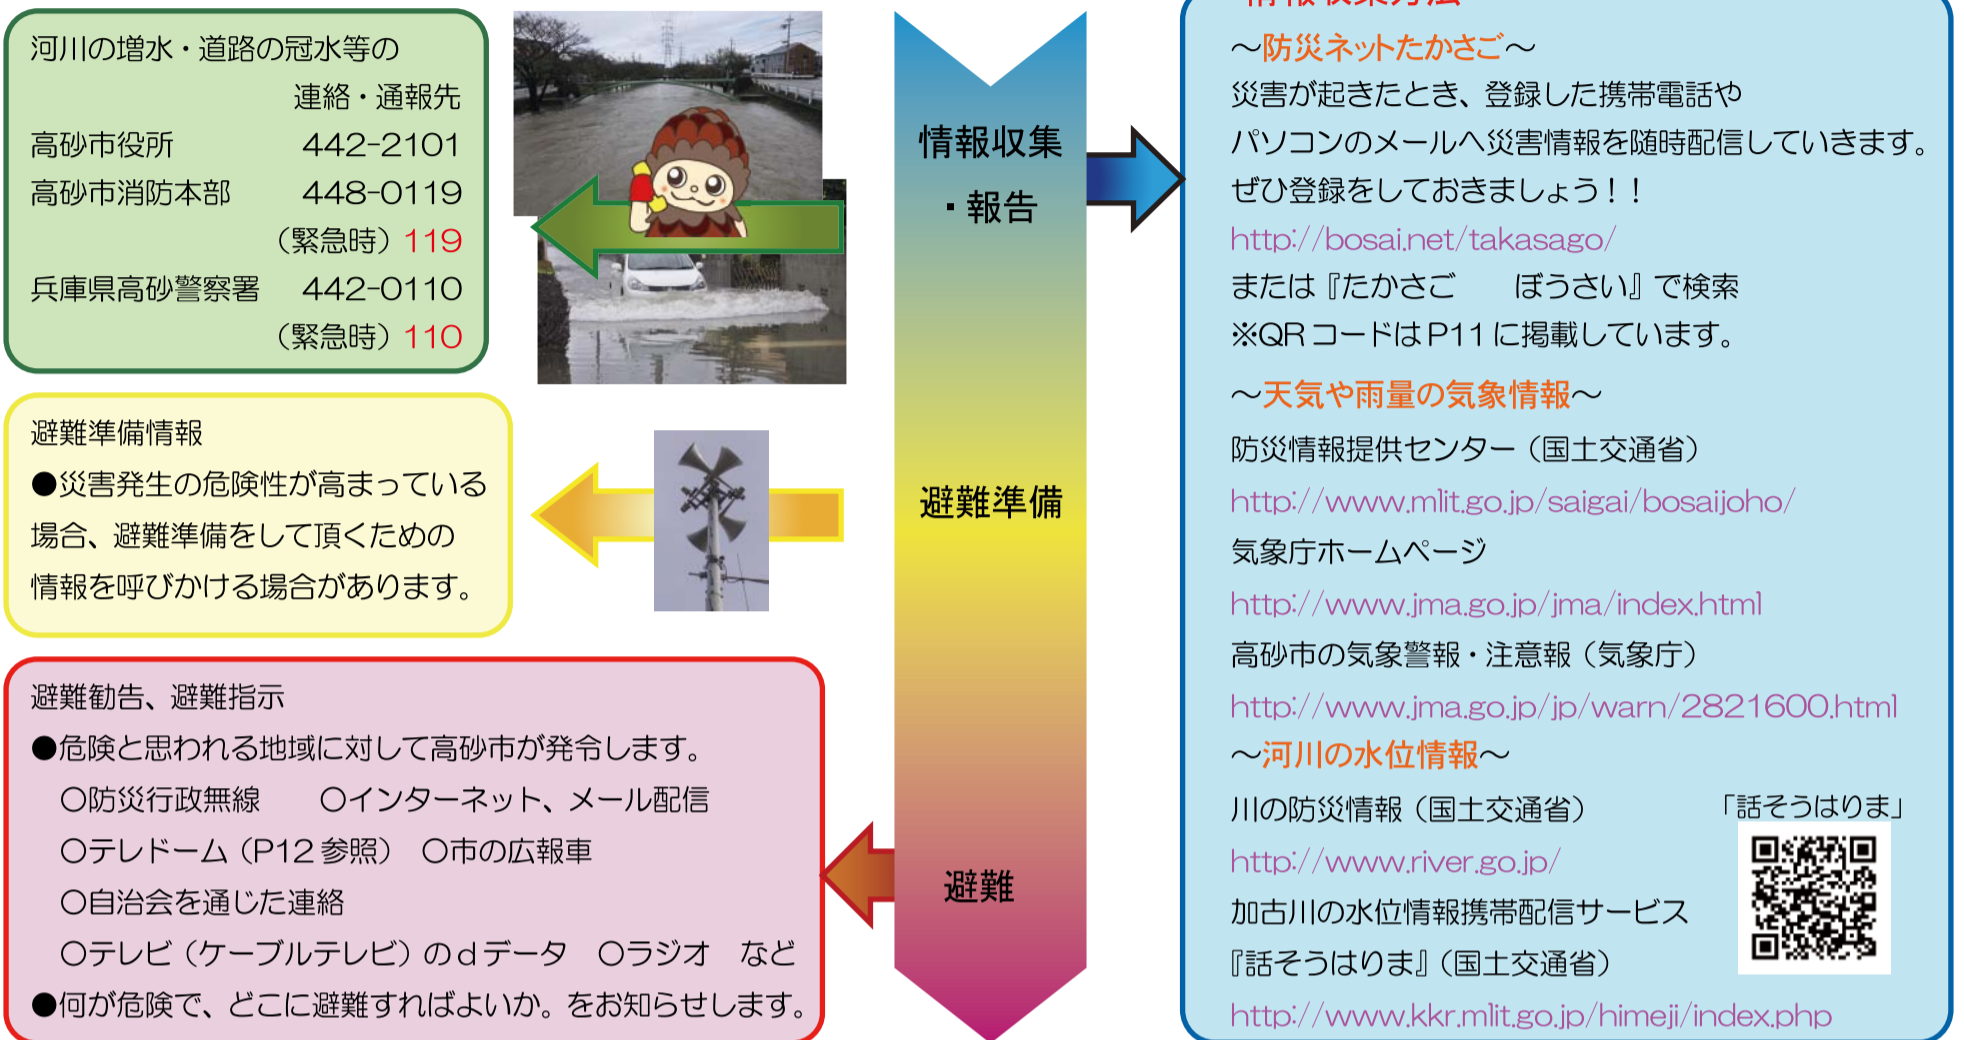 河川の増水・道路の冠水等の
連絡・通報先
高砂市役所 442-2101
高砂市消防本部 448-0119
（緊急時）119
兵庫県高砂警察署 442-0110
（緊急時）110
避難準備情報
●災害発生の危険性が高まっている
場合、避難準備をして頂くための
情報を呼びかける場合があります。
避難勧告、避難指示
●危険と思われる地域に対して高砂市が発令します。
○防災行政無線　○インターネット、メール配信
○テレドーム（P12参照）　○市の広報車
○自治会を通じた連絡
○テレビ（ケーブルテレビ）のｄデータ　○ラジオ　など
●何が危険で、どこに避難すればよいか。をお知らせします。
情報収集
・報告
避難準備
避難
情報収集方法
～防災ネットたかさご～
災害が起きたとき、登録した携帯電話や
パソコンのメールへ災害情報を随時配信していきます。
ぜひ登録をしておきましょう！！
http://bosai.net/takasago/
または『たかさご　ぼうさい』で検索
※QRコードはP11に掲載しています。
～天気や雨量の気象情報～
防災情報提供センター（国土交通省）
http://www.mlit.go.jp/saigai/bosaijoho/
気象庁ホームページ
http://www.jma.go.jp/jma/index.html
高砂市の気象警報・注意報（気象庁）
http://www.jma.go.jp/jp/warn/2821600.html
～河川の水位情報～
川の防災情報（国土交通省）
http://www.river.go.jp/
加古川の水位情報携帯配信サービス
『話そうはりま』（国土交通省）
http://www.kkr.mlit.go.jp/himeji/index.php
「話そうはりま」